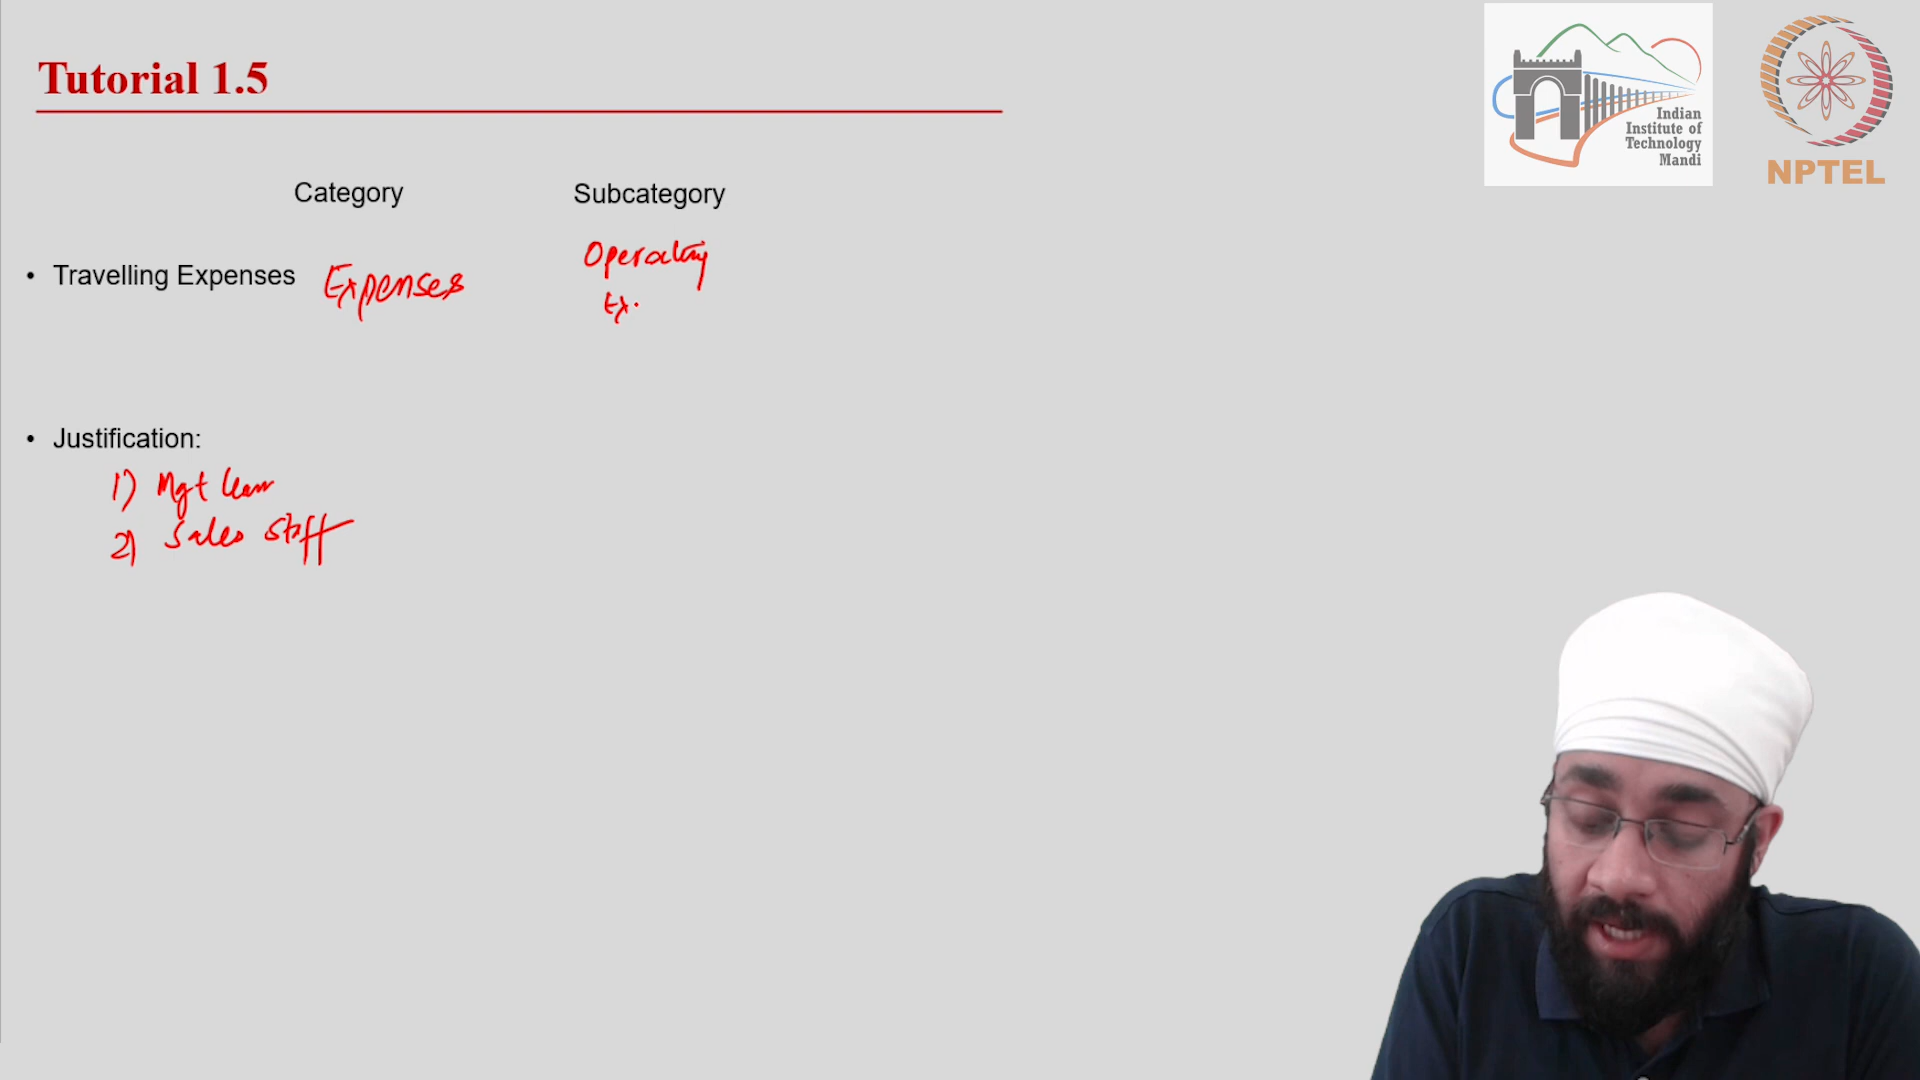 Tutorial 1.5
Indian
Institute of
Technology
Mandi
NPTEL
Category Subcategory
• Travelling Expenses Expenses Operating
Ex.
• Justification:
1) Mgt
2) Sales Staff